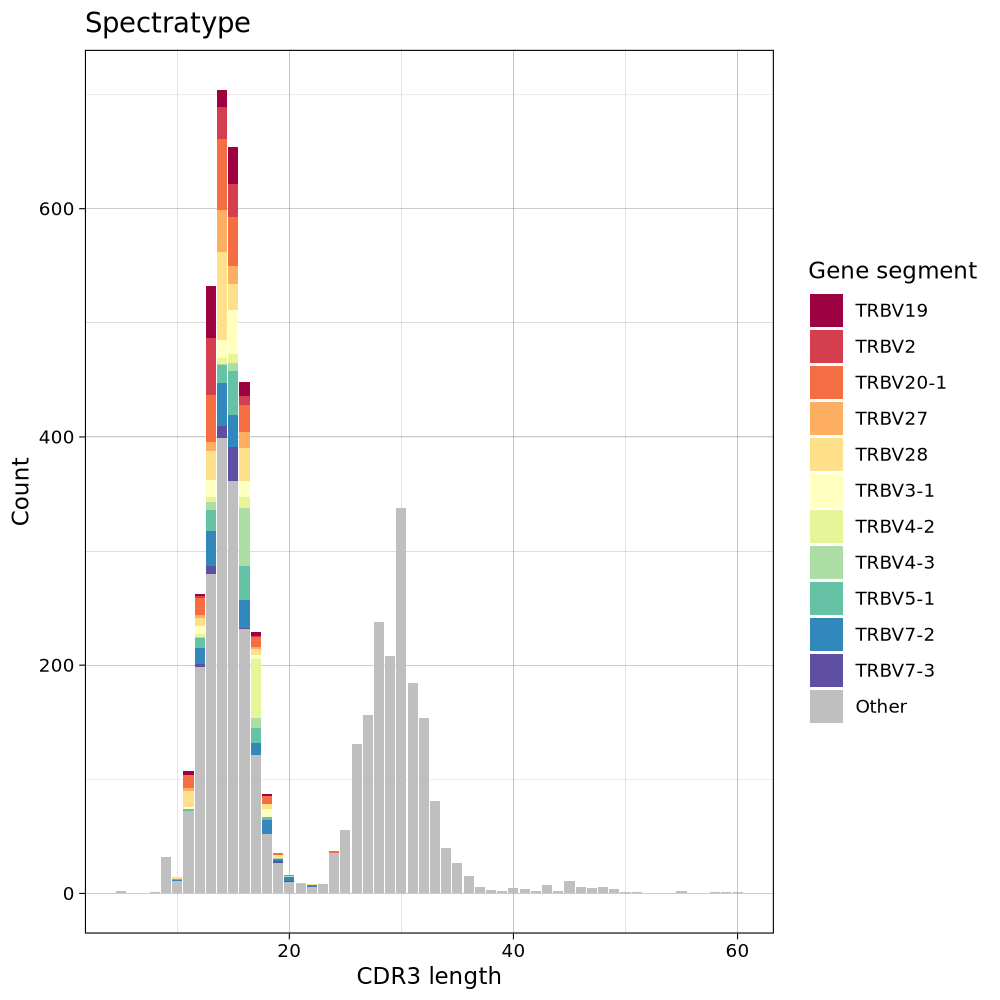 Spectratype
600
400
200
0
Count
20
40
60
CDR3 length
Gene segment
TRBV19
TRBV2
TRBV20-1
TRBV27
TRBV28
TRBV3-1
TRBV4-2
TRBV4-3
TRBV5-1
TRBV7-2
TRBV7-3
Other